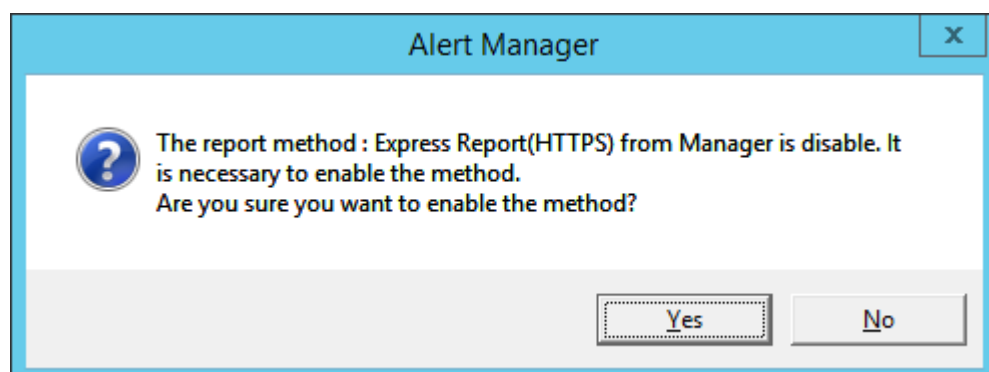 Alert Manager
x
The report method : Express Report(HTTPS) from Manager is disable. It
is necessary to enable the method.
Are you sure you want to enable the method?
Yes
No